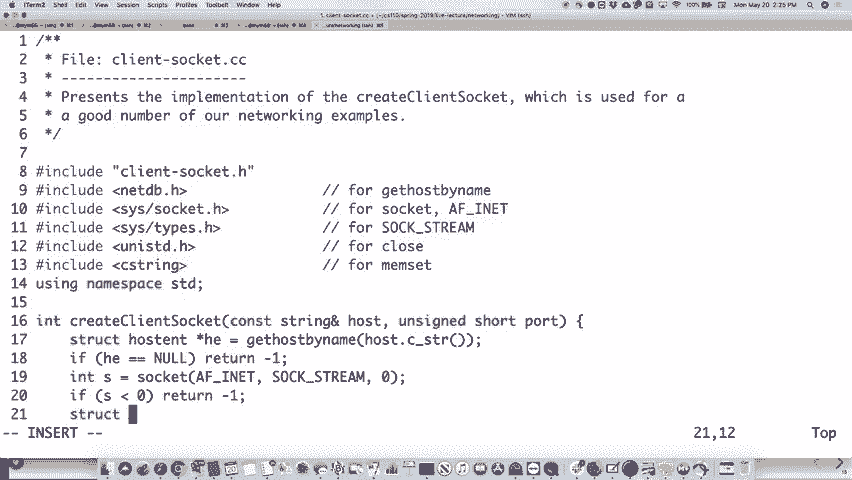 iTerm2 Shell Edit View Session Scripts Profiles Toolbelt Window Help 100% Mon May 20 2:25 PM
1 /**
2 * File: client-socket.cc
3 * ----------------------
4 * Presents the implementation of the createClientSocket, which is used for a
5 * a good number of our networking examples.
6 */
7
8 #include "client-socket.h"
9 #include <netdb.h> // for gethostbyname
10 #include <sys/socket.h> // for socket, AF_INET
11 #include <sys/types.h> // for SOCK_STREAM
12 #include <unistd.h> // for close
13 #include <cstring> // for memset
14 using namespace std;
15
16 int createClientSocket(const string& host, unsigned short port) {
17 struct hostent *he = gethostbyname(host.c_str());
18 if (he == NULL) return -1;
19 int s = socket(AF_INET, SOCK_STREAM, 0);
20 if (s < 0) return -1;
21 struct
-- INSERT -- 21,12 Top